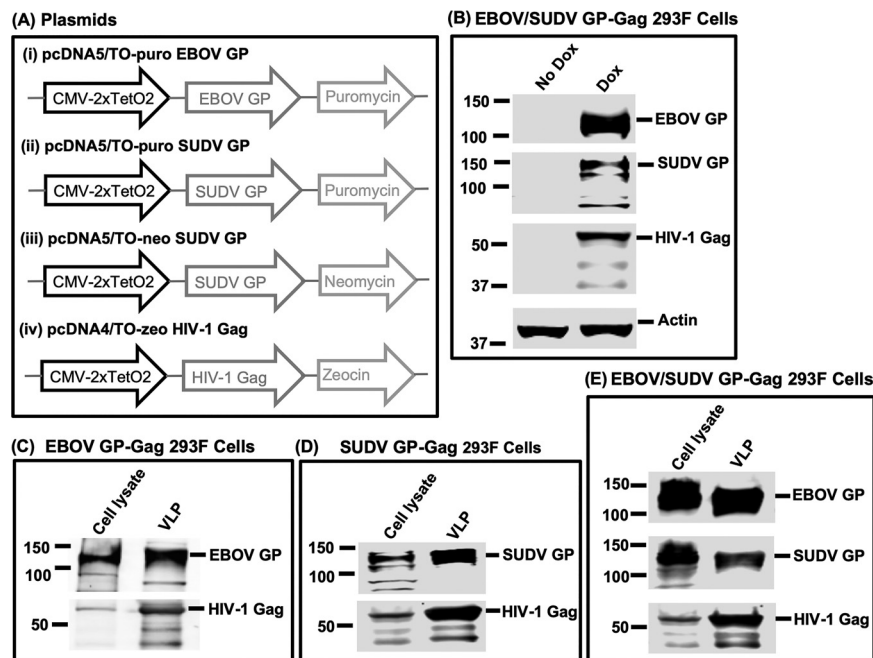 (A) Plasmids
(i) pcDNA5/TO-puro EBOV GP
CMV-2xTetO2 EBOV GP Puromycin
(ii) pcDNA5/TO-puro SUDV GP
CMV-2xTetO2 SUDV GP Puromycin
(iii) pcDNA5/TO-neo SUDV GP
CMV-2xTetO2 SUDV GP Neomycin
(iv) pcDNA4/TO-zeo HIV-1 Gag
CMV-2xTetO2 HIV-1 Gag Zeocin
(B) EBOV/SUDV GP-Gag 293F Cells
No Dox Dox
150
EBOV GP
100
150
SUDV GP
100
HIV-1 Gag
50
37
Actin
37
(C) EBOV GP-Gag 293F Cells
Cell lysate VLP
150
EBOV GP
100
HIV-1 Gag
50
(D) SUDV GP-Gag 293F Cells
Cell lysate VLP
150
SUDV GP
100
HIV-1 Gag
50
(E) EBOV/SUDV GP-Gag 293F Cells
Cell lysate VLP
150
EBOV GP
100
150
SUDV GP
100
HIV-1 Gag
50